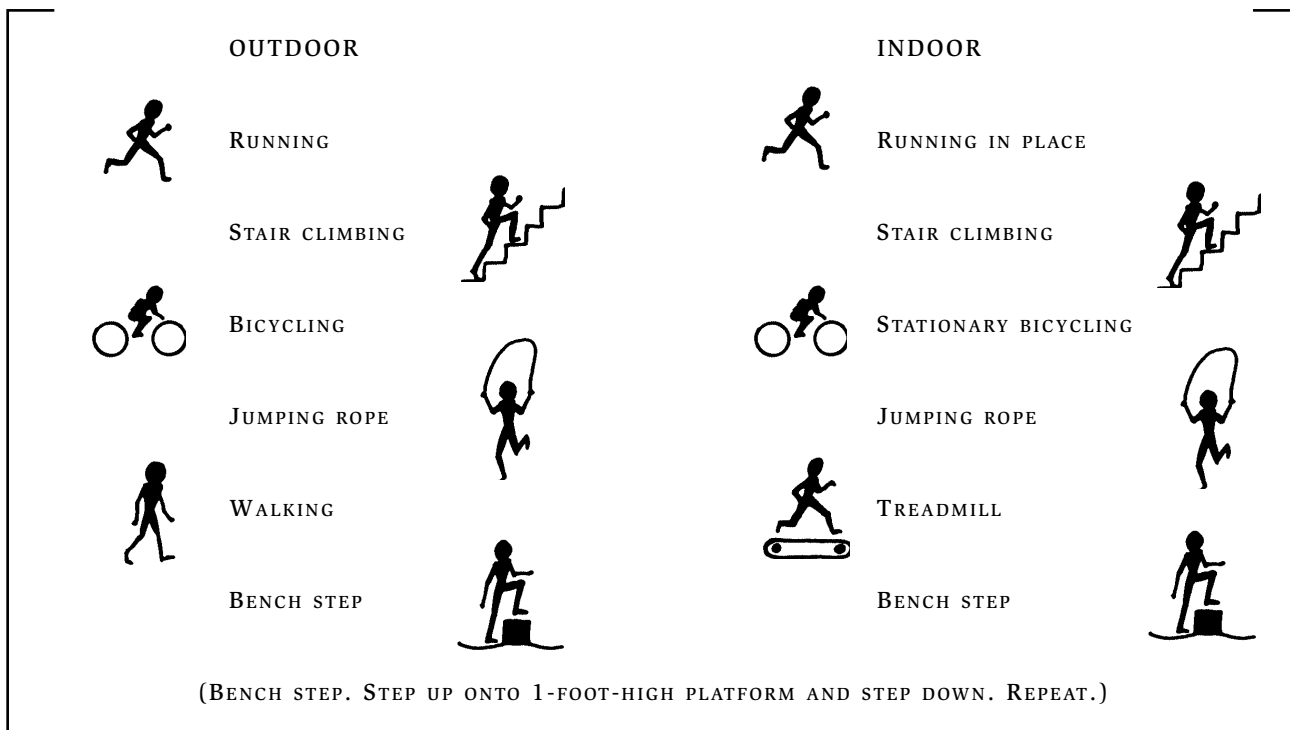 OUTDOOR
INDOOR
RUNNING
RUNNING IN PLACE
STAIR CLIMBING
STAIR CLIMBING
BICYCLING
STATIONARY BICYCLING
JUMPING ROPE
JUMPING ROPE
WALKING
TREADMILL
BENCH STEP
BENCH STEP
(BENCH STEP. STEP UP ONTO 1-FOOT-HIGH PLATFORM AND STEP DOWN. REPEAT.)